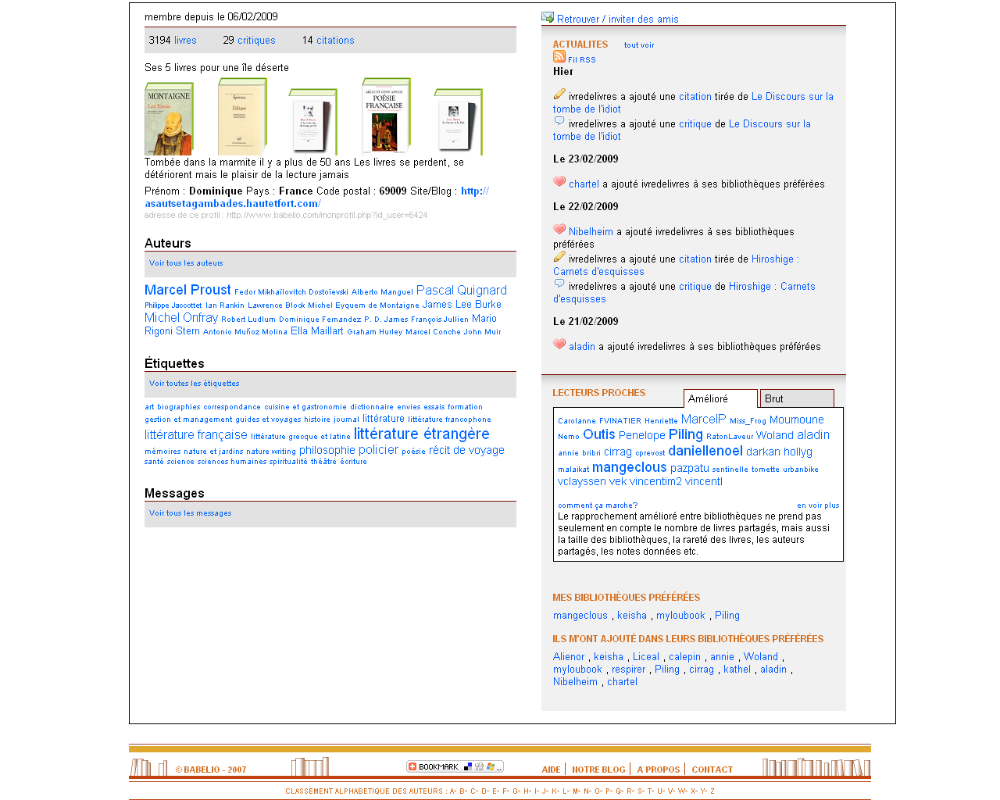 membre depuis le 06/02/2009
3194 livres 29 critiques 14 citations
Ses 5 livres pour une île déserte
MONTAIGNE
Les Essais
Spinoza
Éthique
MILLE ET CENT ANS DE
POÉSIE
FRANÇAISE
Tombée dans la marmite il y a plus de 50 ans Les livres se perdent, se
détériorent mais le plaisir de la lecture jamais
Prénom : Dominique Pays : France Code postal : 69009 Site/Blog : http://
asautsetagambades.hautetfort.com/
adresse de ce profil : http://www.babelio.com/monprofil.php?id_user=6424
Auteurs
Voir tous les auteurs
Marcel Proust Fedor Mikhaïlovitch Dostoïevski Alberto Manguel Pascal Quignard
Philippe Jaccottet Ian Rankin Lawrence Block Michel Eyquem de Montaigne James Lee Burke
Michel Onfray Robert Ludlum Dominique Fernandez P. D. James François Jullien Mario
Rigoni Stern Antonio Muñoz Molina Ella Maillart Graham Hurley Marcel Conche John Muir
Étiquettes
Voir toutes les étiquettes
art biographies correspondance cuisine et gastronomie dictionnaire envies essais formation
gestion et management guides et voyages histoire journal littérature littérature francophone
littérature française littérature grecque et latine littérature étrangère
mémoires nature et jardins nature writing philosophie policier poésie récit de voyage
santé science sciences humaines spiritualité théâtre écriture
Messages
Voir tous les messages
Retrouver / inviter des amis
ACTUALITES tout voir
Fil RSS
Hier
ivredelivres a ajouté une citation tirée de Le Discours sur la
tombe de l'idiot
ivredelivres a ajouté une critique de Le Discours sur la
tombe de l'idiot
Le 23/02/2009
chartel a ajouté ivredelivres à ses bibliothèques préférées
Le 22/02/2009
Nibelheim a ajouté ivredelivres à ses bibliothèques
préférées
ivredelivres a ajouté une citation tirée de Hiroshige :
Carnets d'esquisses
ivredelivres a ajouté une critique de Hiroshige : Carnets
d'esquisses
Le 21/02/2009
aladin a ajouté ivredelivres à ses bibliothèques préférées
LECTEURS PROCHES Amélioré Brut
Carolanne FVINATIER Henriette MarcelP Miss_Frog Moumoune
Nemo Outis Penelope Piling RatonLaveur Woland aladin
annie bribri cirrag cprevost daniellenoel darkan hollyg
malaikat mangeclous pazpatu sentinelle tomette urbanbike
vclayssen vek vincentim2 vincentl
comment ça marche? en voir plus
Le rapprochement amélioré entre bibliothèques ne prend pas
seulement en compte le nombre de livres partagés, mais aussi
la taille des bibliothèques, la rareté des livres, les auteurs
partagés, les notes données etc.
MES BIBLIOTHÈQUES PRÉFÉRÉES
mangeclous , keisha , myloubook , Piling
ILS M'ONT AJOUTÉ DANS LEURS BIBLIOTHÈQUES PRÉFÉRÉES
Alienor , keisha , Liceal , calepin , annie , Woland ,
myloubook , respirer , Piling , cirrag , kathel , aladin ,
Nibelheim , chartel
© BABELIO - 2007 BOOKMARK ... AIDE NOTRE BLOG A PROPOS CONTACT
CLASSEMENT ALPHABETIQUE DES AUTEURS : A- B- C- D- E- F- G- H- I- J- K- L- M- N- O- P- Q- R- S- T- U- V- W- X- Y- Z